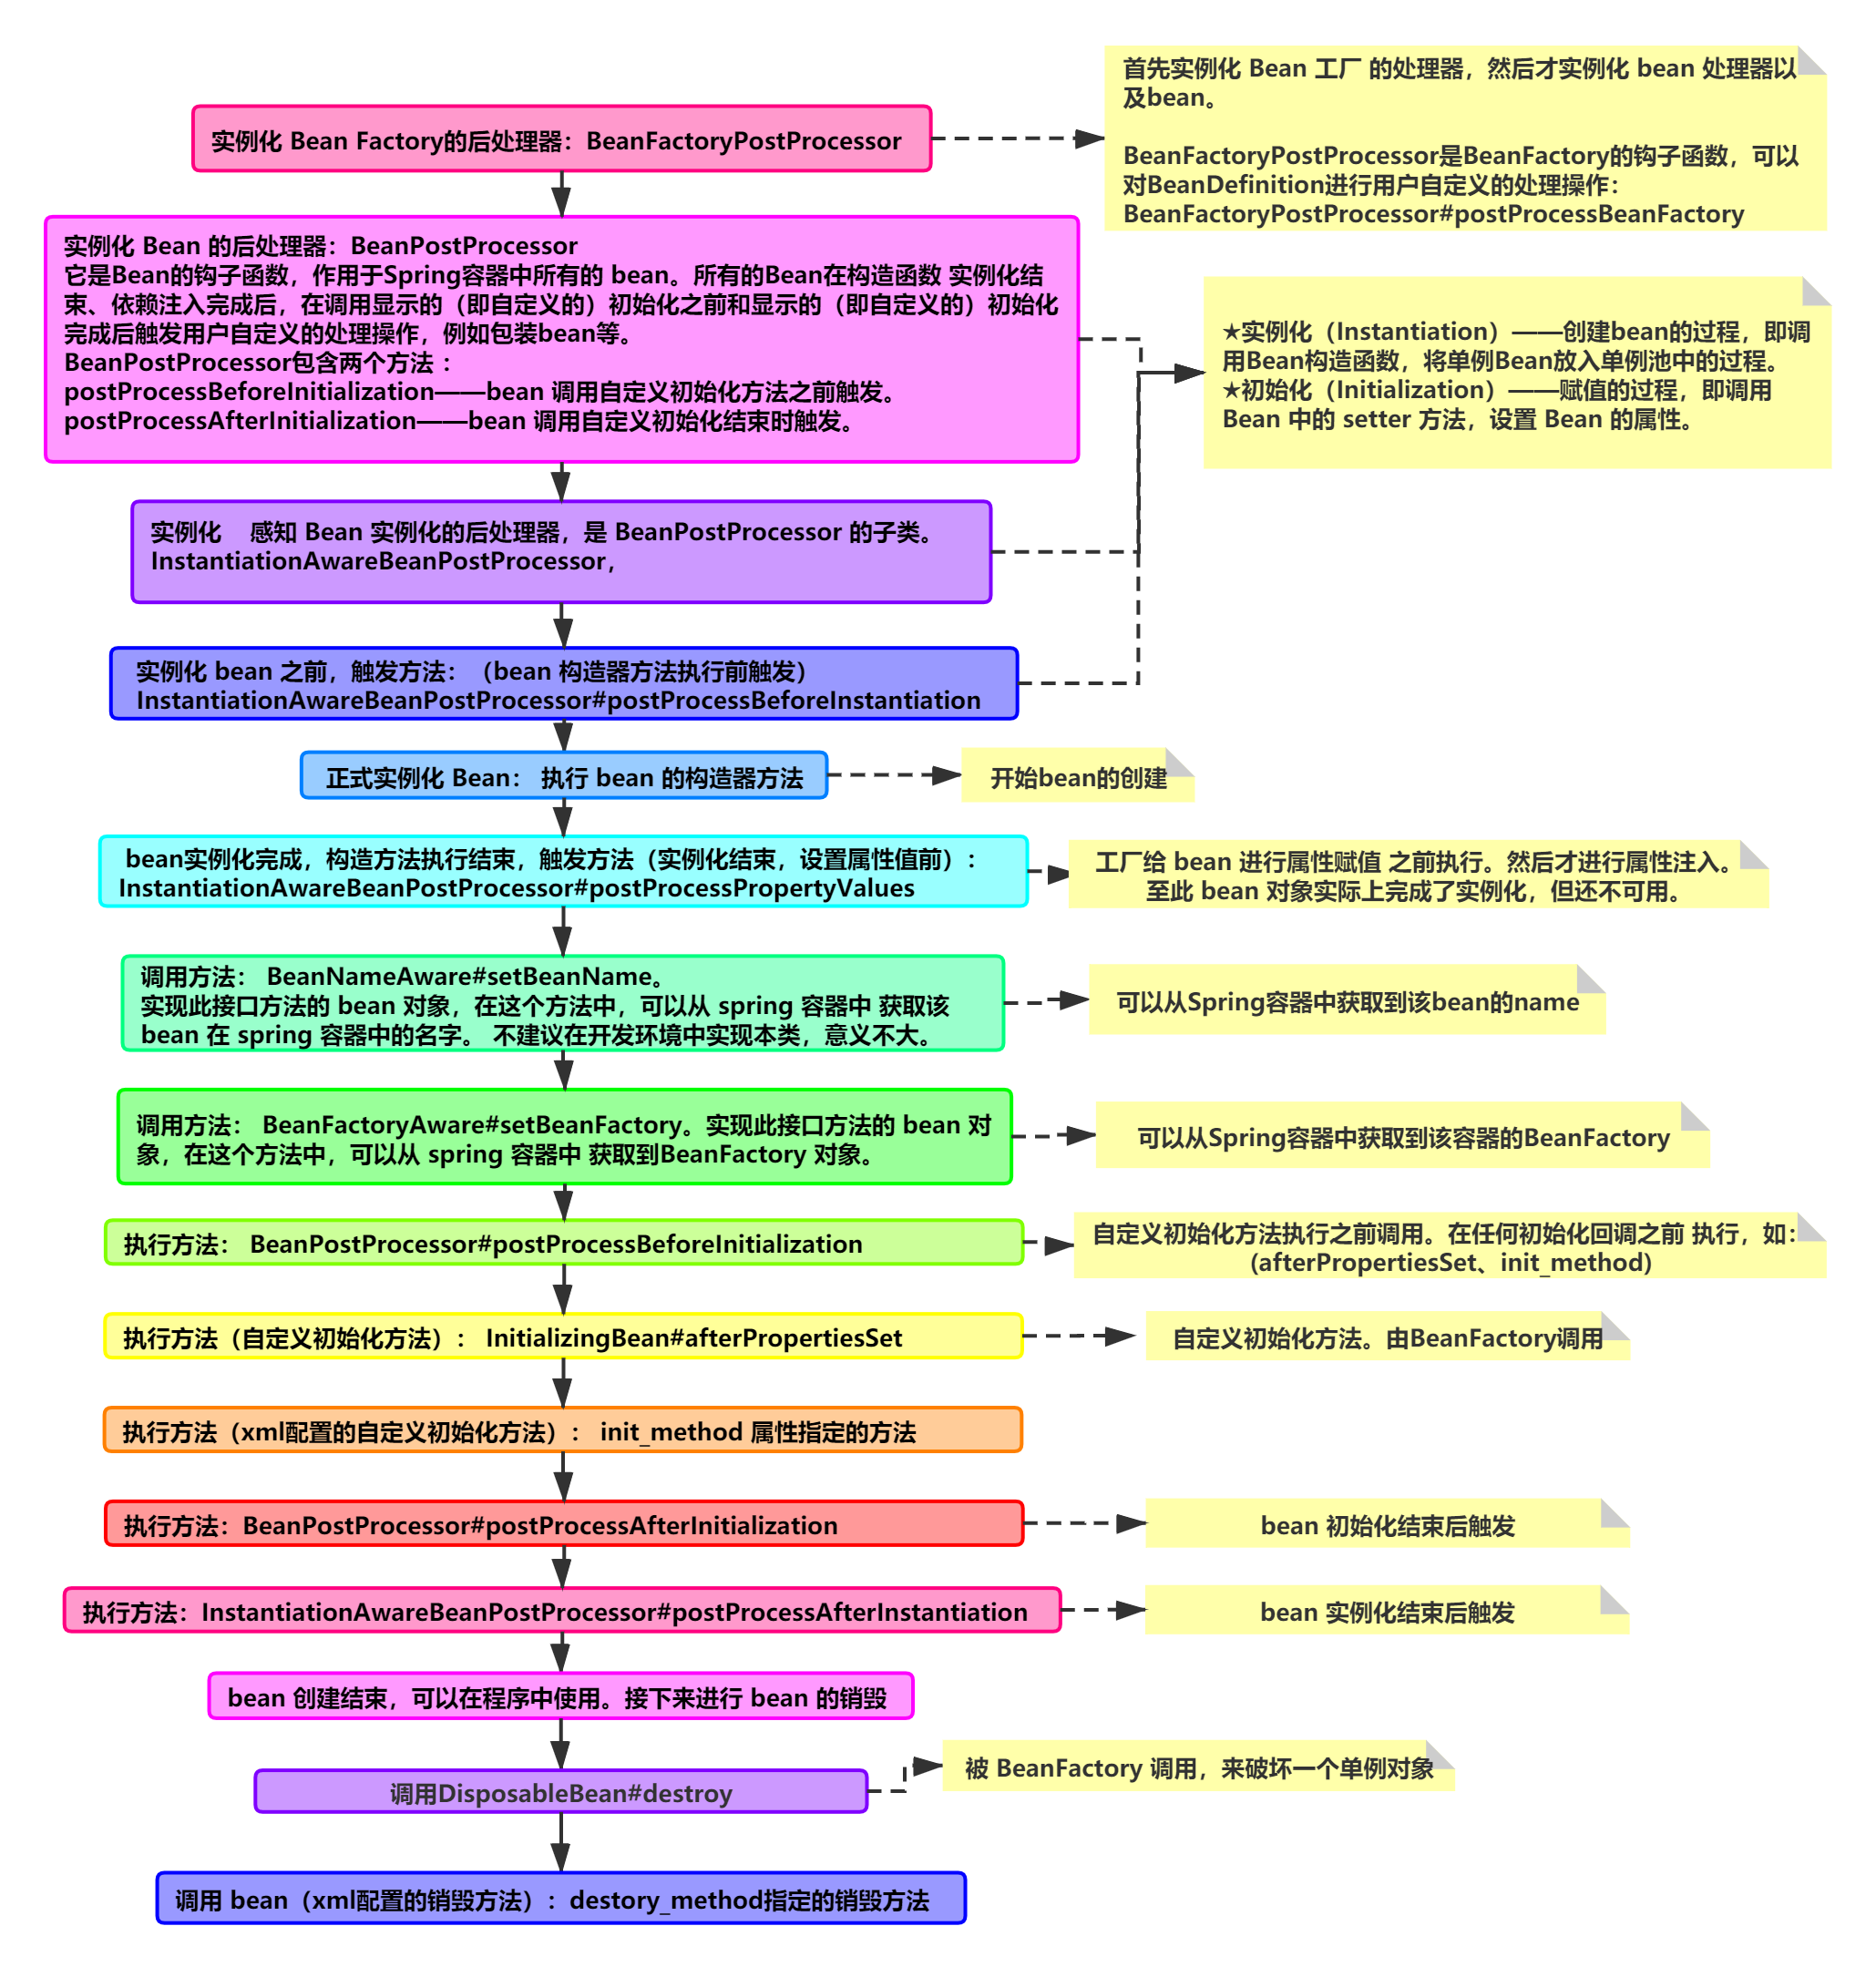 首先实例化 Bean 工厂 的处理器，然后才实例化 bean 处理器以
及bean。
BeanFactoryPostProcessor是BeanFactory的钩子函数，可以
对BeanDefinition进行用户自定义的处理操作：
BeanFactoryPostProcessor#postProcessBeanFactory
实例化 Bean Factory的后处理器：BeanFactoryPostProcessor
实例化 Bean 的后处理器：BeanPostProcessor
它是Bean的钩子函数，作用于Spring容器中所有的 bean。所有的Bean在构造函数 实例化结
束、依赖注入完成后，在调用显示的（即自定义的）初始化之前和显示的（即自定义的）初始化
完成后触发用户自定义的处理操作，例如包装bean等。
BeanPostProcessor包含两个方法 ：
postProcessBeforeInitialization——bean 调用自定义初始化方法之前触发。
postProcessAfterInitialization——bean 调用自定义初始化结束时触发。
★实例化（Instantiation）——创建bean的过程，即调
用Bean构造函数，将单例Bean放入单例池中的过程。
★初始化（Initialization）——赋值的过程，即调用
Bean 中的 setter 方法，设置 Bean 的属性。
实例化 感知 Bean 实例化的后处理器，是 BeanPostProcessor 的子类。
InstantiationAwareBeanPostProcessor，
实例化 bean 之前，触发方法：（bean 构造器方法执行前触发）
InstantiationAwareBeanPostProcessor#postProcessBeforeInstantiation
正式实例化 Bean： 执行 bean 的构造器方法
开始bean的创建
bean实例化完成，构造方法执行结束，触发方法（实例化结束，设置属性值前）：
InstantiationAwareBeanPostProcessor#postProcessPropertyValues
工厂给 bean 进行属性赋值 之前执行。然后才进行属性注入。
至此 bean 对象实际上完成了实例化，但还不可用。
调用方法： BeanNameAware#setBeanName。
实现此接口方法的 bean 对象，在这个方法中，可以从 spring 容器中 获取该
bean 在 spring 容器中的名字。 不建议在开发环境中实现本类，意义不大。
可以从Spring容器中获取到该bean的name
调用方法： BeanFactoryAware#setBeanFactory。实现此接口方法的 bean 对
象，在这个方法中，可以从 spring 容器中 获取到BeanFactory 对象。
可以从Spring容器中获取到该容器的BeanFactory
执行方法： BeanPostProcessor#postProcessBeforeInitialization
自定义初始化方法执行之前调用。在任何初始化回调之前 执行，如：
(afterPropertiesSet、init_method)
执行方法（自定义初始化方法）： InitializingBean#afterPropertiesSet
自定义初始化方法。由BeanFactory调用
执行方法（xml配置的自定义初始化方法）： init_method 属性指定的方法
执行方法：BeanPostProcessor#postProcessAfterInitialization
bean 初始化结束后触发
执行方法：InstantiationAwareBeanPostProcessor#postProcessAfterInstantiation
bean 实例化结束后触发
bean 创建结束，可以在程序中使用。接下来进行 bean 的销毁
调用DisposableBean#destroy
被 BeanFactory 调用，来破坏一个单例对象
调用 bean（xml配置的销毁方法）：destory_method指定的销毁方法